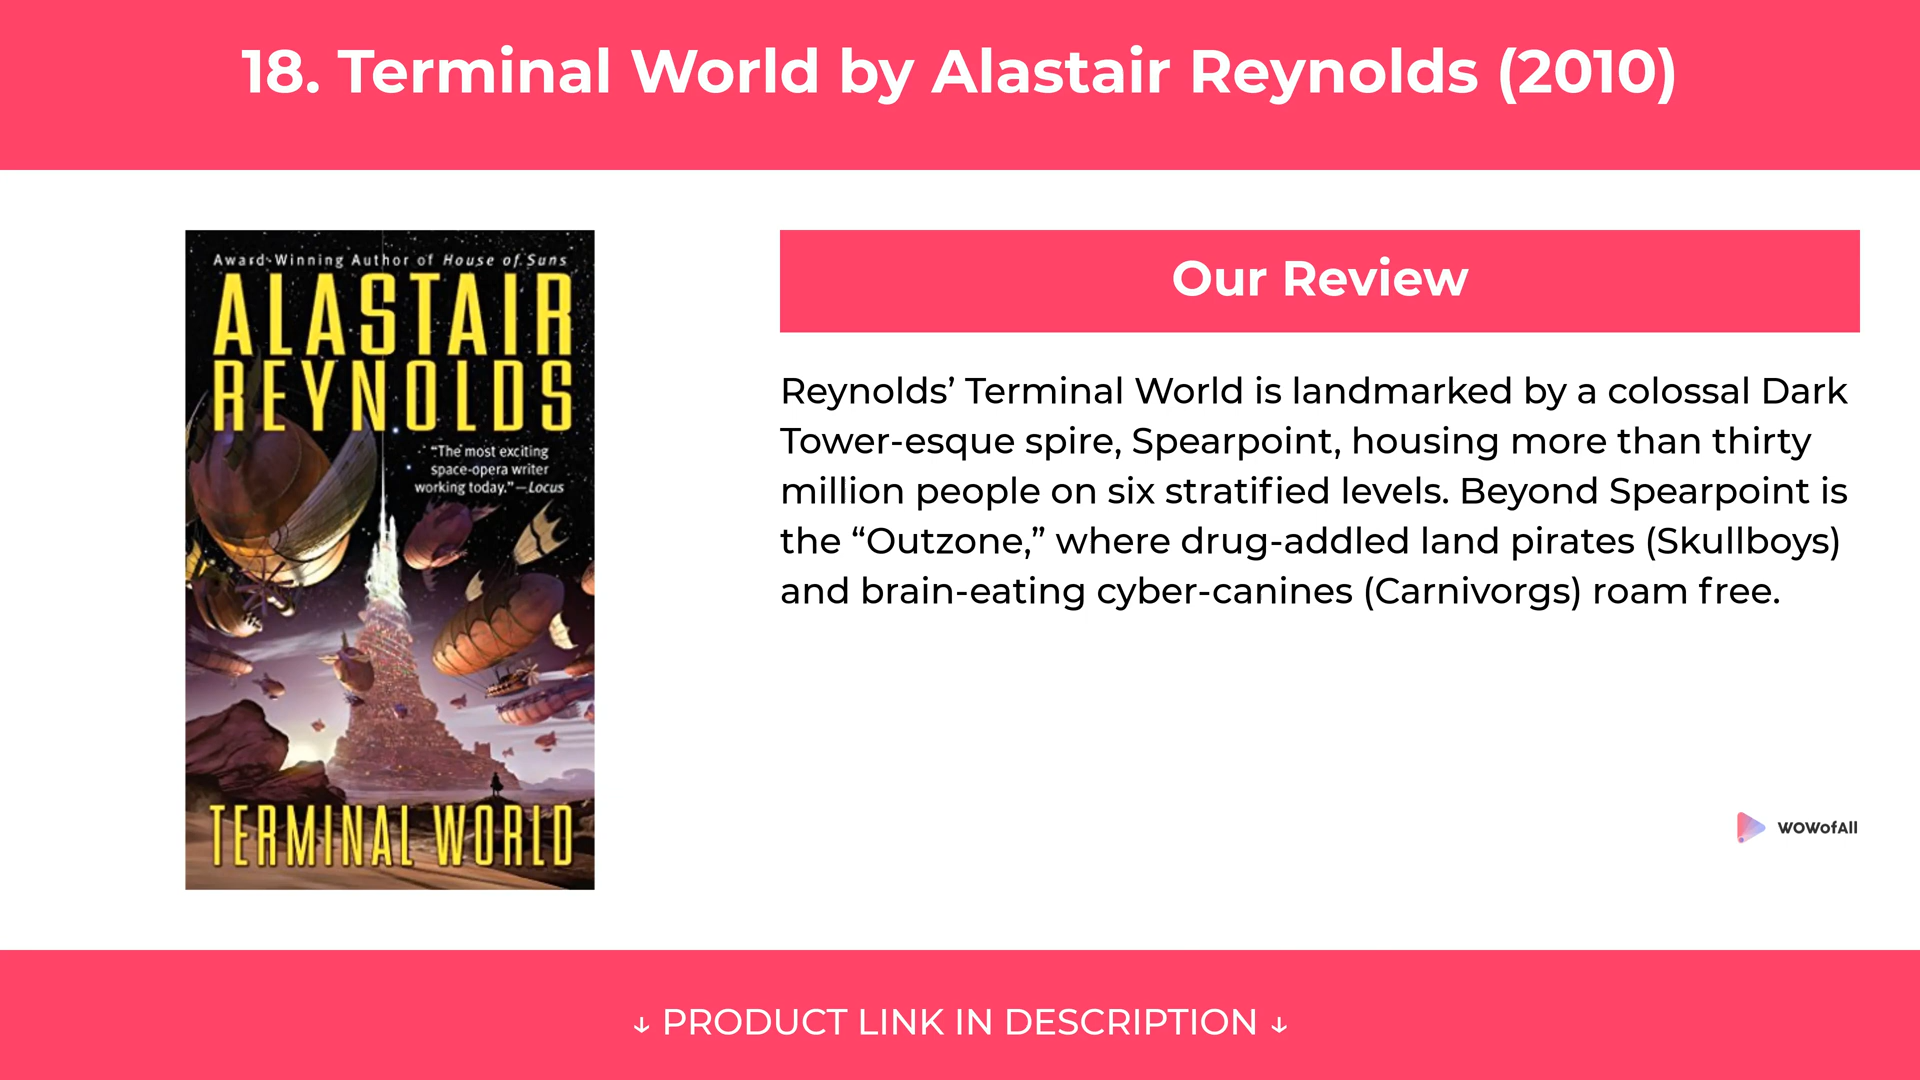 18. Terminal World by Alastair Reynolds (2010)
Award-Winning Author of House of Suns
ALASTAIR
REYNOLDS
“The most exciting
space-opera writer
working today.”—Locus
TERMINAL WORLD
Our Review
Reynolds’ Terminal World is landmarked by a colossal Dark
Tower-esque spire, Spearpoint, housing more than thirty
million people on six stratified levels. Beyond Spearpoint is
the “Outzone,” where drug-addled land pirates (Skullboys)
and brain-eating cyber-canines (Carnivorgs) roam free.
WOWofAll
↓ PRODUCT LINK IN DESCRIPTION ↓